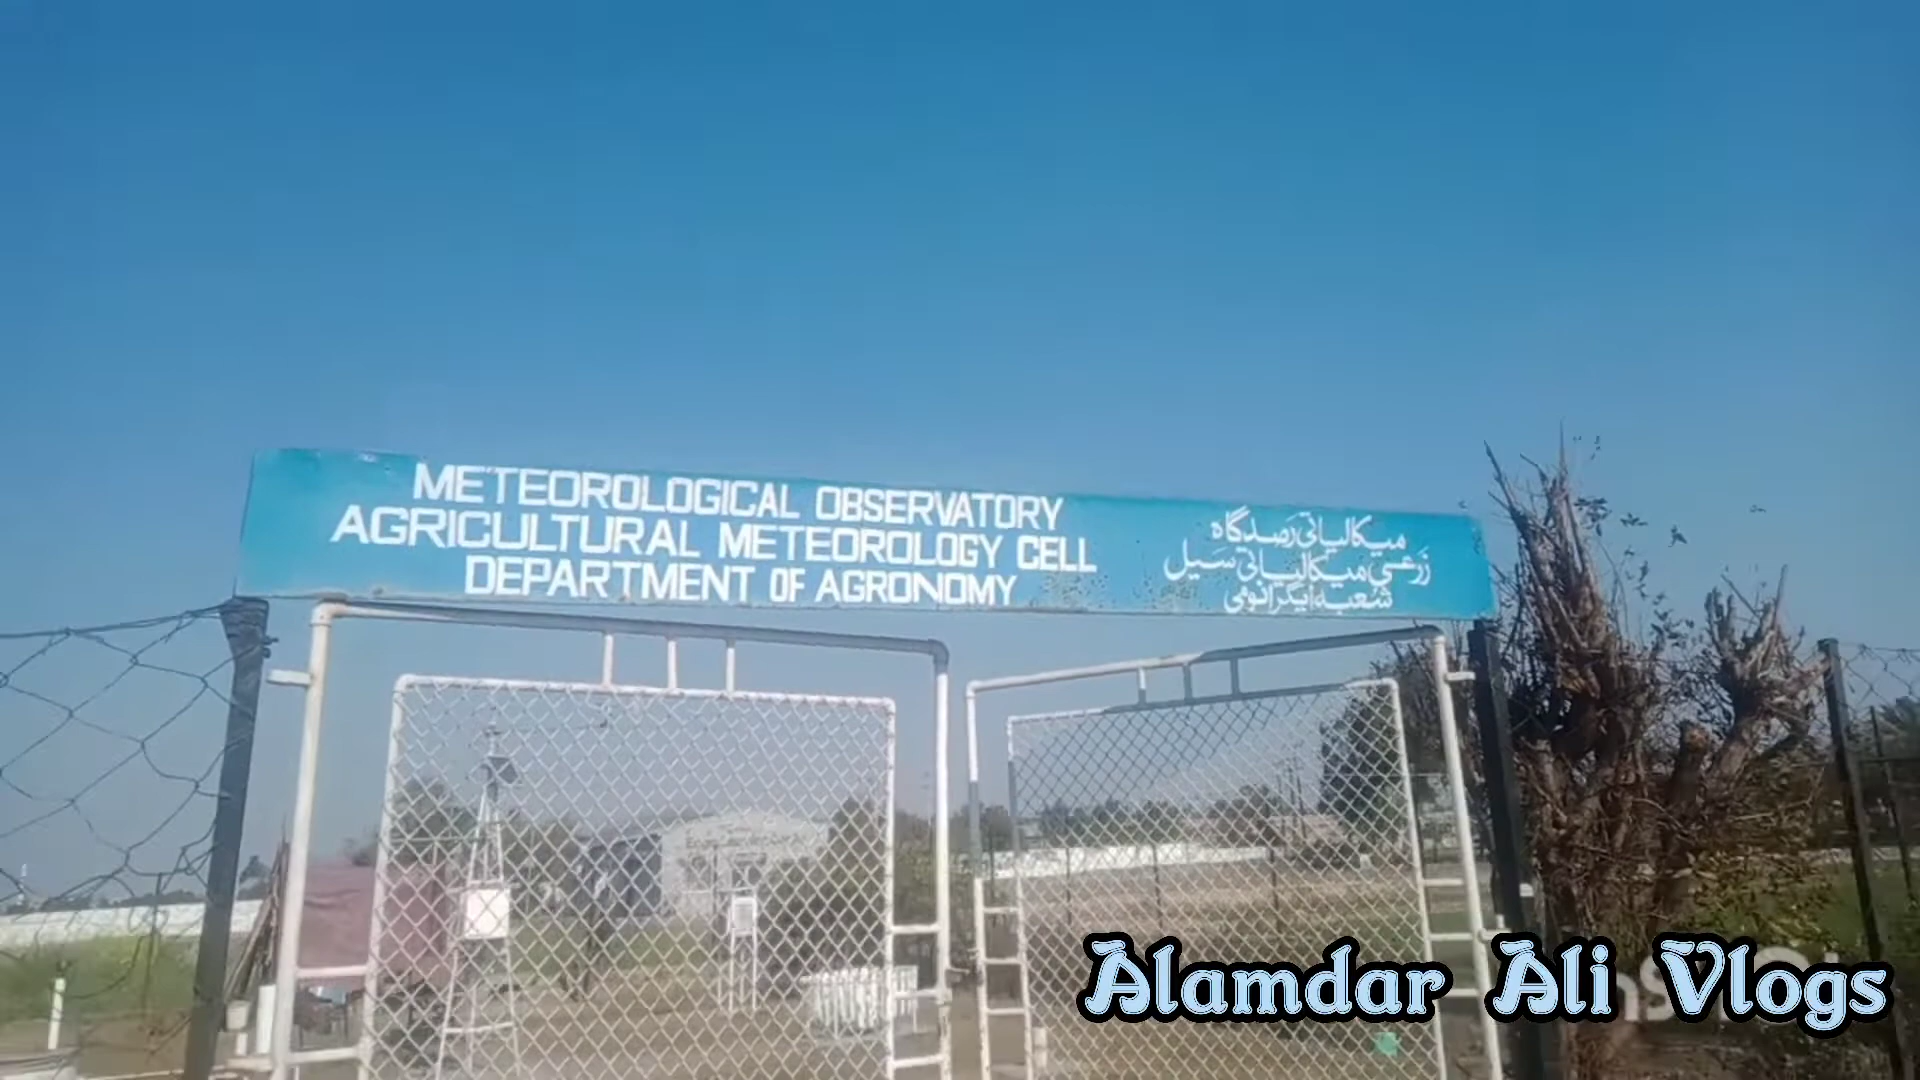 METEOROLOGICAL OBSERVATORY
AGRICULTURAL METEOROLOGY CELL
DEPARTMENT OF AGRONOMY
میکالیاتی رصدگاہ
زرعی میکالیاتی سیل
شعبہ ایگرانومی
Alamdar Ali Vlogs